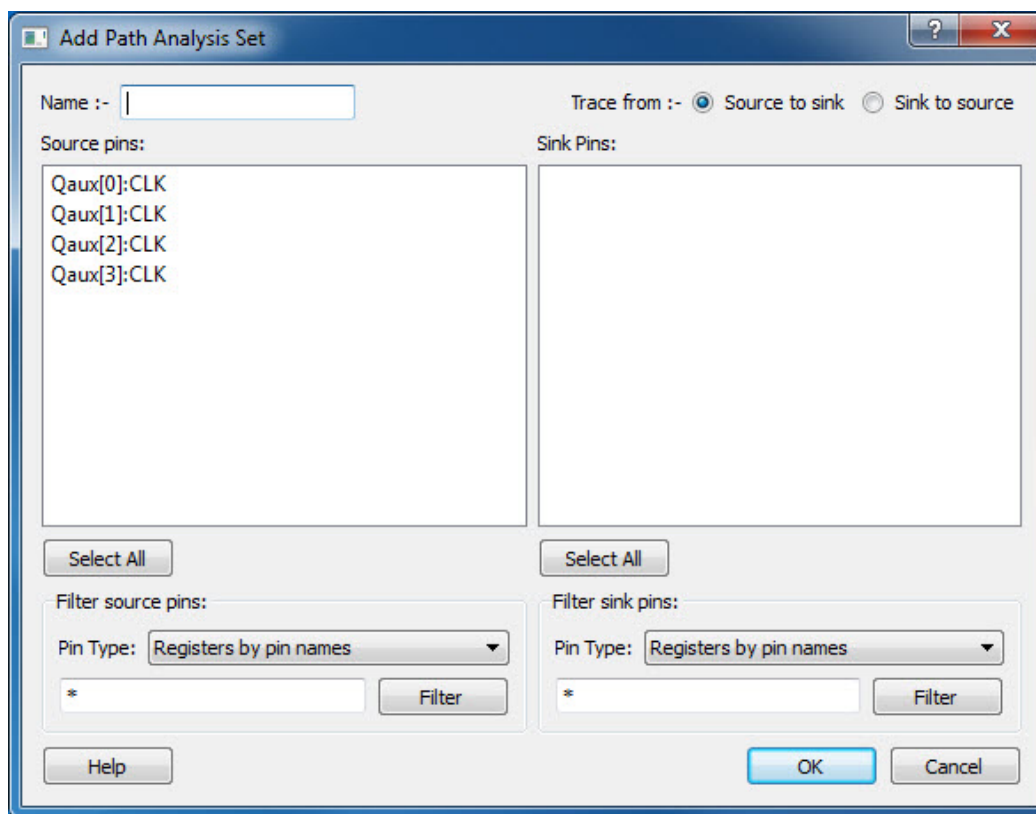 Add Path Analysis Set
?
X
Name :-
Trace from :- Source to sink Sink to source
Source pins:
Sink Pins:
Qaux[0]:CLK
Qaux[1]:CLK
Qaux[2]:CLK
Qaux[3]:CLK
Select All
Select All
Filter source pins:
Filter sink pins:
Pin Type: Registers by pin names
Pin Type: Registers by pin names
* Filter
* Filter
Help
OK
Cancel